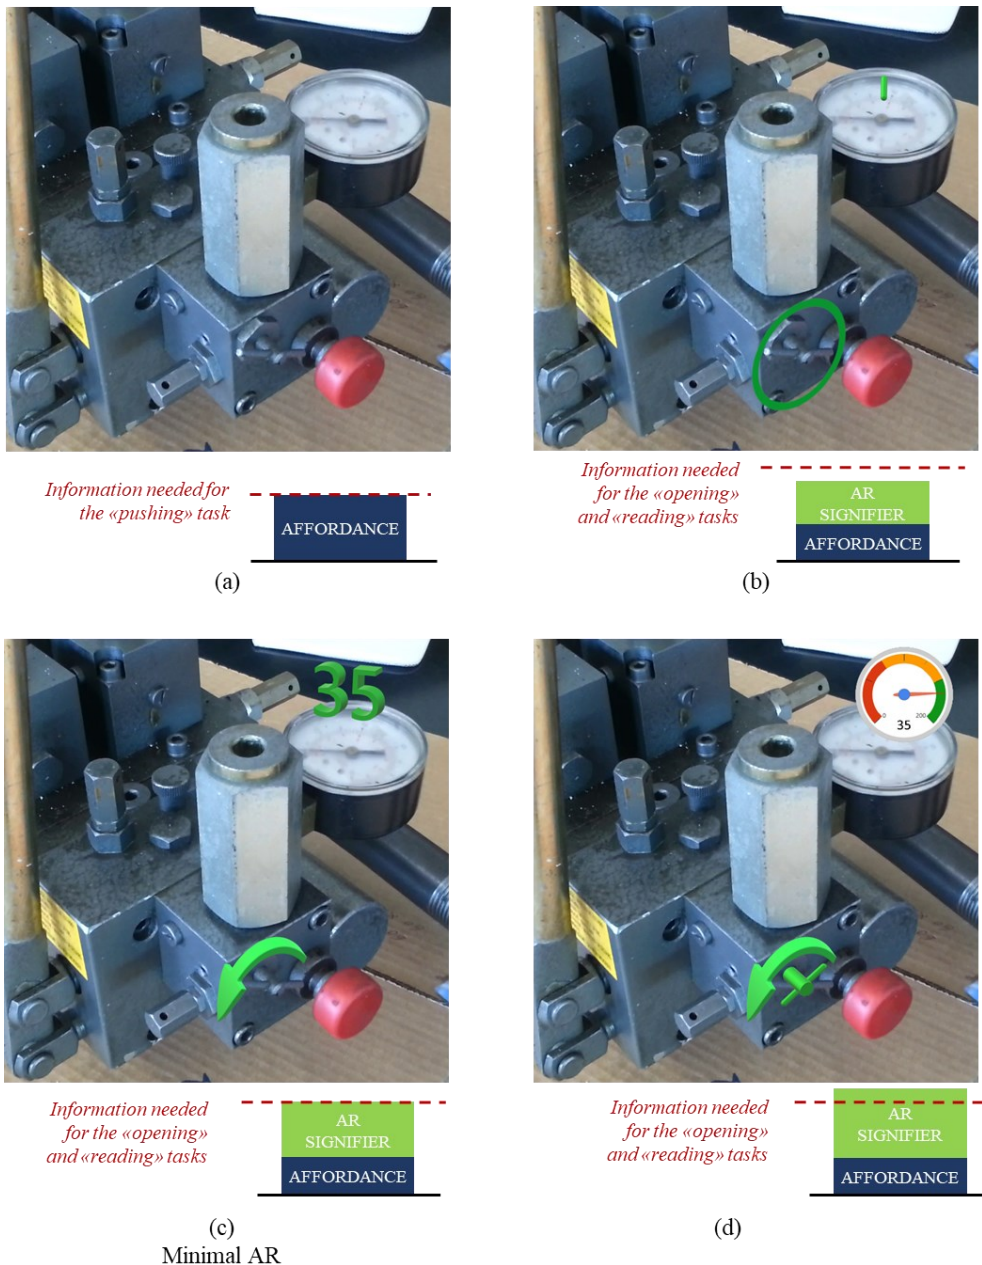 Information needed for
the «pushing» task
AFFORDANCE
(a)
Information needed
for the «opening»
and «reading» tasks
AR
SIGNIFIER
AFFORDANCE
(b)
35
Information needed
for the «opening»
and «reading» tasks
AR
SIGNIFIER
AFFORDANCE
(c)
Minimal AR
0
200
35
Information needed
for the «opening»
and «reading» tasks
AR
SIGNIFIER
AFFORDANCE
(d)